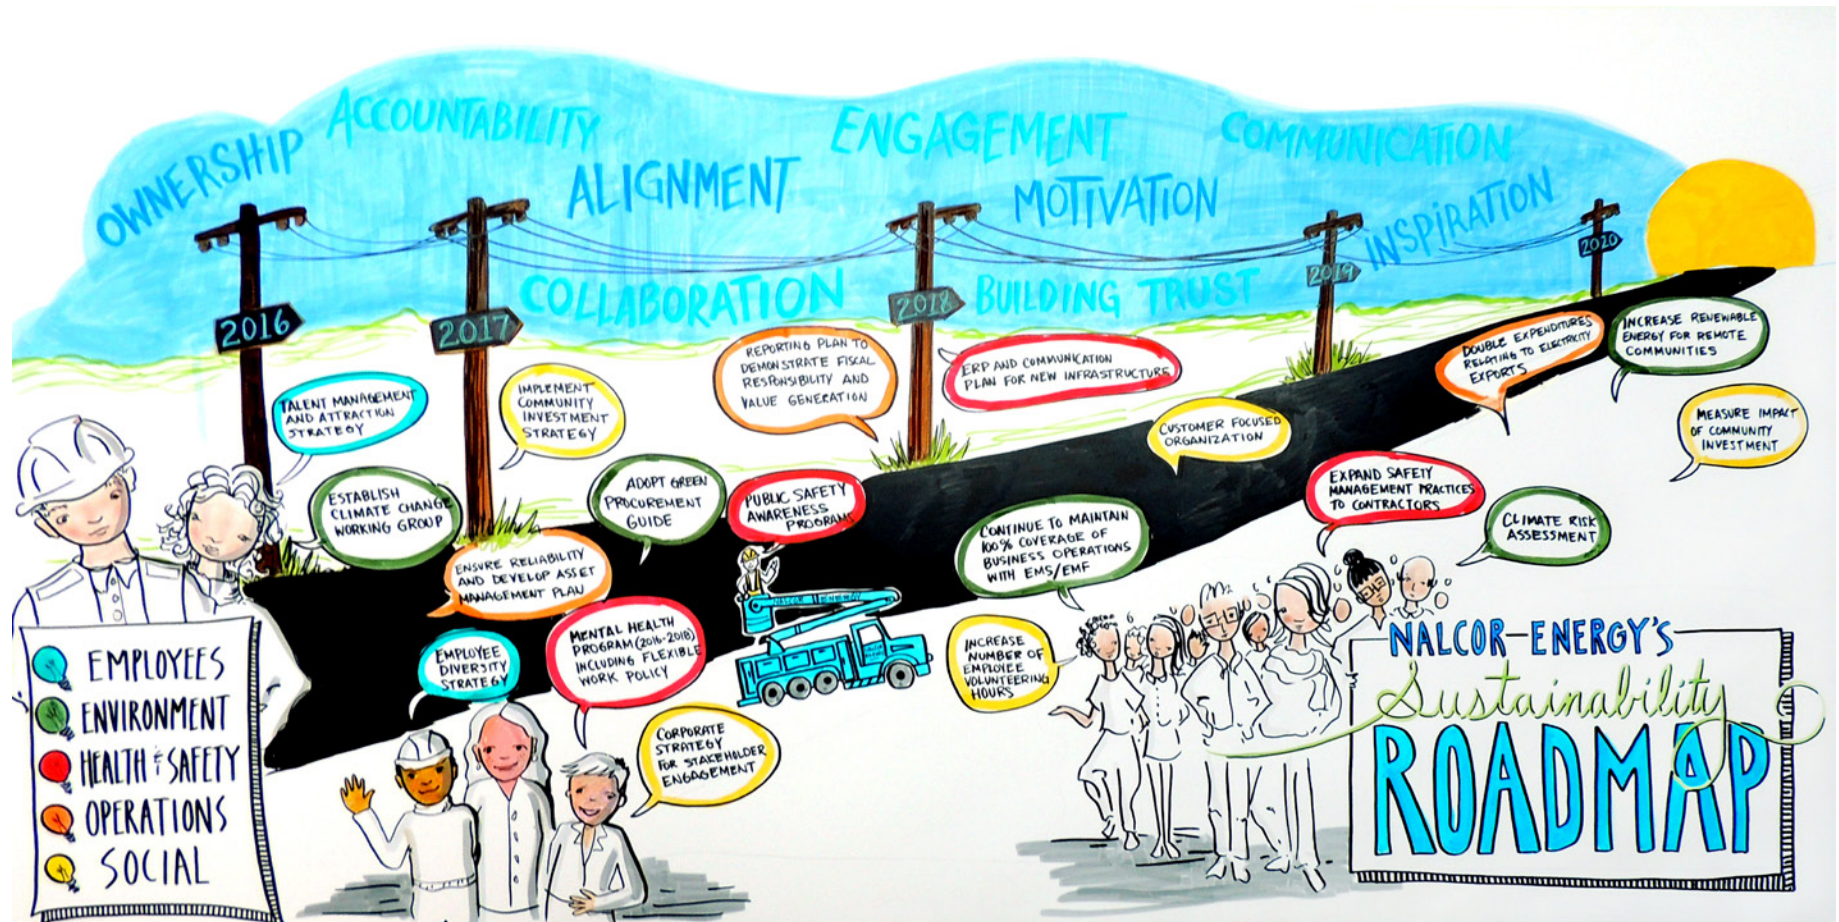 OWNERSHIP
ACCOUNTABILITY
ALIGNMENT
ENGAGEMENT
MOTIVATION
COMMUNICATION
INSPIRATION
COLLABORATION
BUILDING TRUST
2016
2017
2018
2019
2020
TALENT MANAGEMENT
AND ATTRACTION
STRATEGY
ESTABLISH
CLIMATE CHANGE
WORKING GROUP
IMPLEMENT
COMMUNITY
INVESTMENT
STRATEGY
ENSURE RELIABILITY
AND DEVELOP ASSET
MANAGEMENT PLAN
ADOPT GREEN
PROCUREMENT
GUIDE
PUBLIC SAFETY
AWARENESS
PROGRAMS
REPORTING PLAN TO
DEMONSTRATE FISCAL
RESPONSIBILITY AND
VALUE GENERATION
ERP AND COMMUNICATION
PLAN FOR NEW INFRASTRUCTURE
CUSTOMER FOCUSED
ORGANIZATION
DOUBLE EXPENDITURES
RELATING TO ELECTRICITY
EXPORTS
INCREASE RENEWABLE
ENERGY FOR REMOTE
COMMUNITIES
MEASURE IMPACT
OF COMMUNITY
INVESTMENT
EXPAND SAFETY
MANAGEMENT PRACTICES
TO CONTRACTORS
CLIMATE RISK
ASSESSMENT
CONTINUE TO MAINTAIN
100% COVERAGE OF
BUSINESS OPERATIONS
WITH EMS/EMF
INCREASE
NUMBER OF
EMPLOYEE
VOLUNTEERING
HOURS
EMPLOYEE
DIVERSITY
STRATEGY
MENTAL HEALTH
PROGRAM (2016-2018)
INCLUDING FLEXIBLE
WORK POLICY
CORPORATE
STRATEGY
FOR STAKEHOLDER
ENGAGEMENT
NALCOR ENERGY
EMPLOYEES
ENVIRONMENT
HEALTH & SAFETY
OPERATIONS
SOCIAL
NALCOR-ENERGY'S
Sustainability
ROADMAP